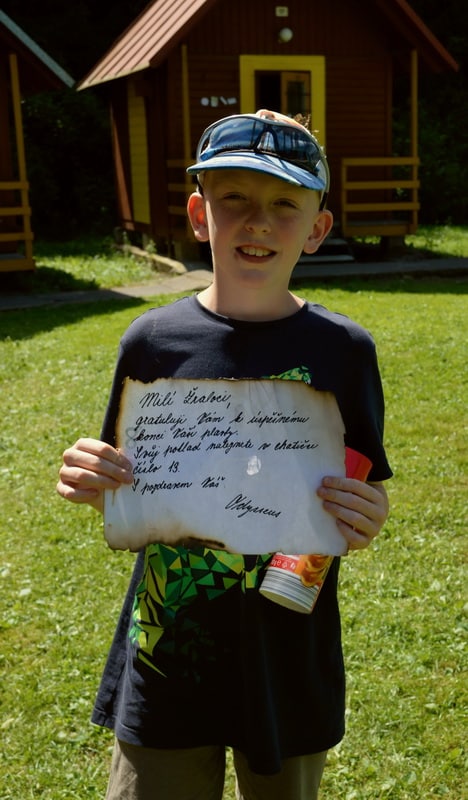 Milí Žraloci,
gratuluji Vám k úspěšnému
konci Vaší plavby.
Svůj poklad naleznete v chatičce
číslo 13.
S pozdravem Váš
Odysseus